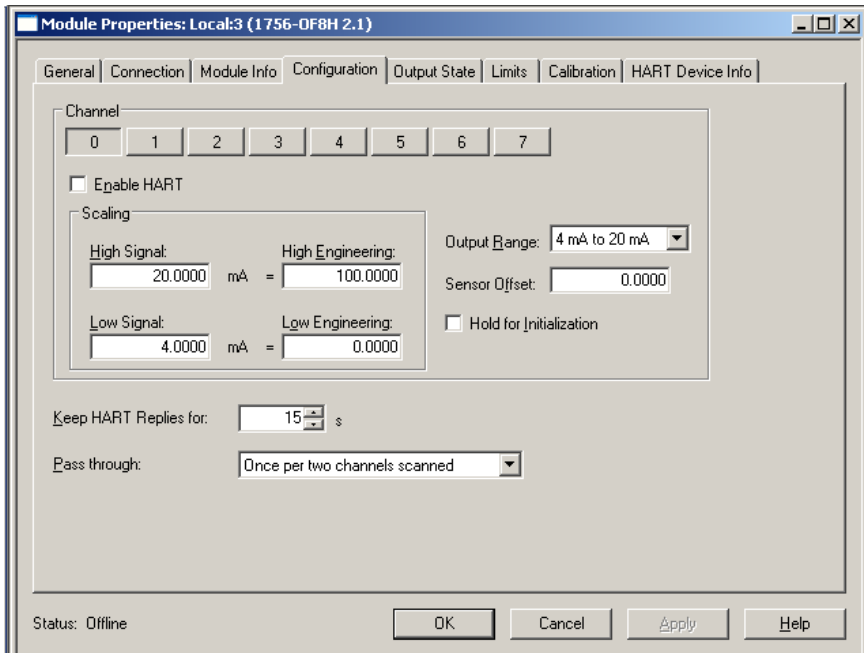 Module Properties: Local:3 (1756-OF8H 2.1)
General Connection Module Info Configuration Output State Limits Calibration HART Device Info
Channel
0 1 2 3 4 5 6 7
Enable HART
Scaling
High Signal: High Engineering:
20.0000 mA = 100.0000
Low Signal: Low Engineering:
4.0000 mA = 0.0000
Output Range: 4 mA to 20 mA
Sensor Offset: 0.0000
Hold for Initialization
Keep HART Replies for: 15 s
Pass through: Once per two channels scanned
Status: Offline OK Cancel Apply Help